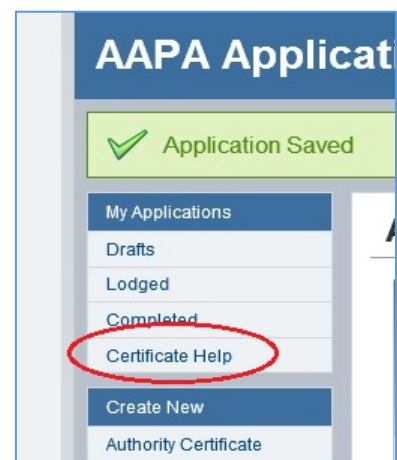 AAPA Applicati
Application Saved
My Applications
Drafts
Lodged
Completed
Certificate Help
Create New
Authority Certificate